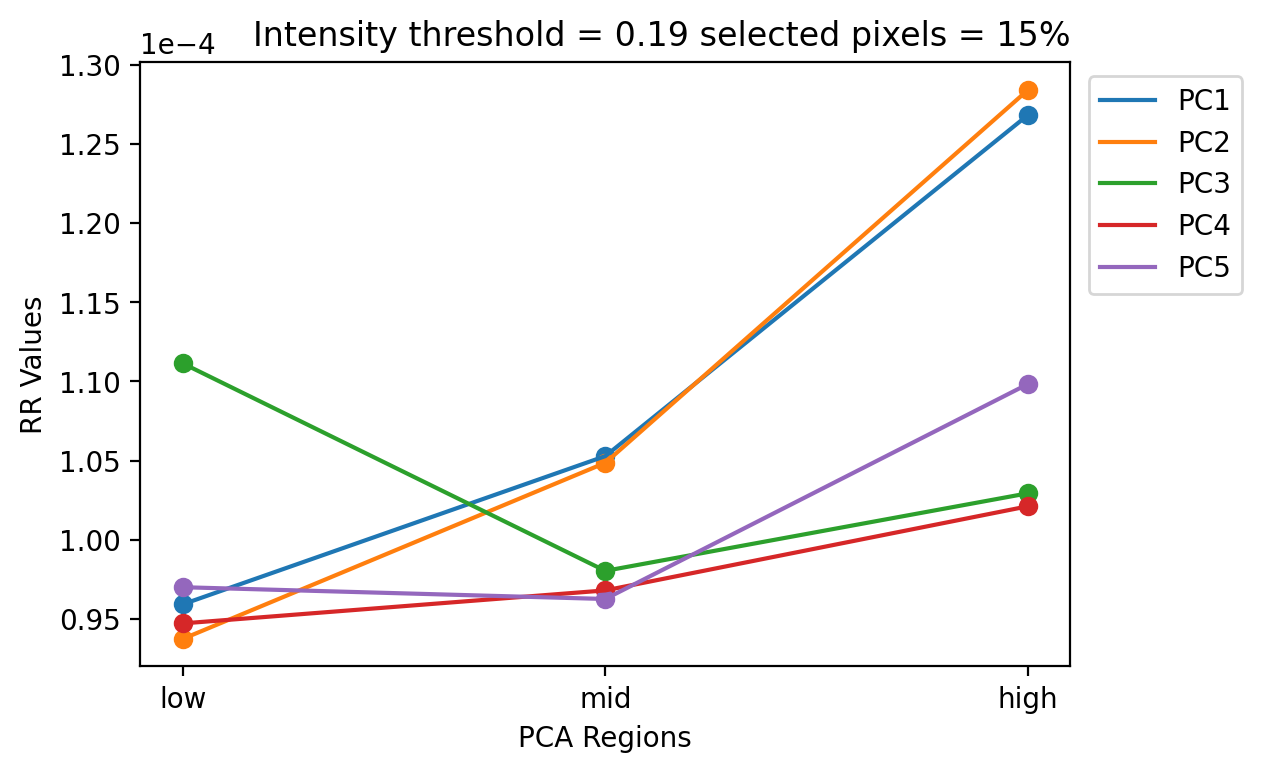 Intensity threshold = 0.19 selected pixels = 15%
1e−4
1.30
1.25
1.20
1.15
1.10
1.05
1.00
0.95
RR Values
low
mid
high
PCA Regions
PC1
PC2
PC3
PC4
PC5